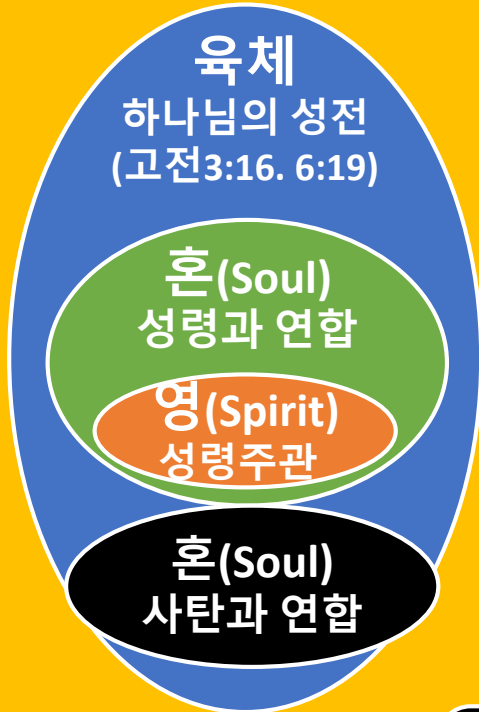 육체
하나님의 성전
(고전3:16. 6:19)
혼(Soul)
성령과 연합
영(Spirit)
성령주관
혼(Soul)
사탄과 연합